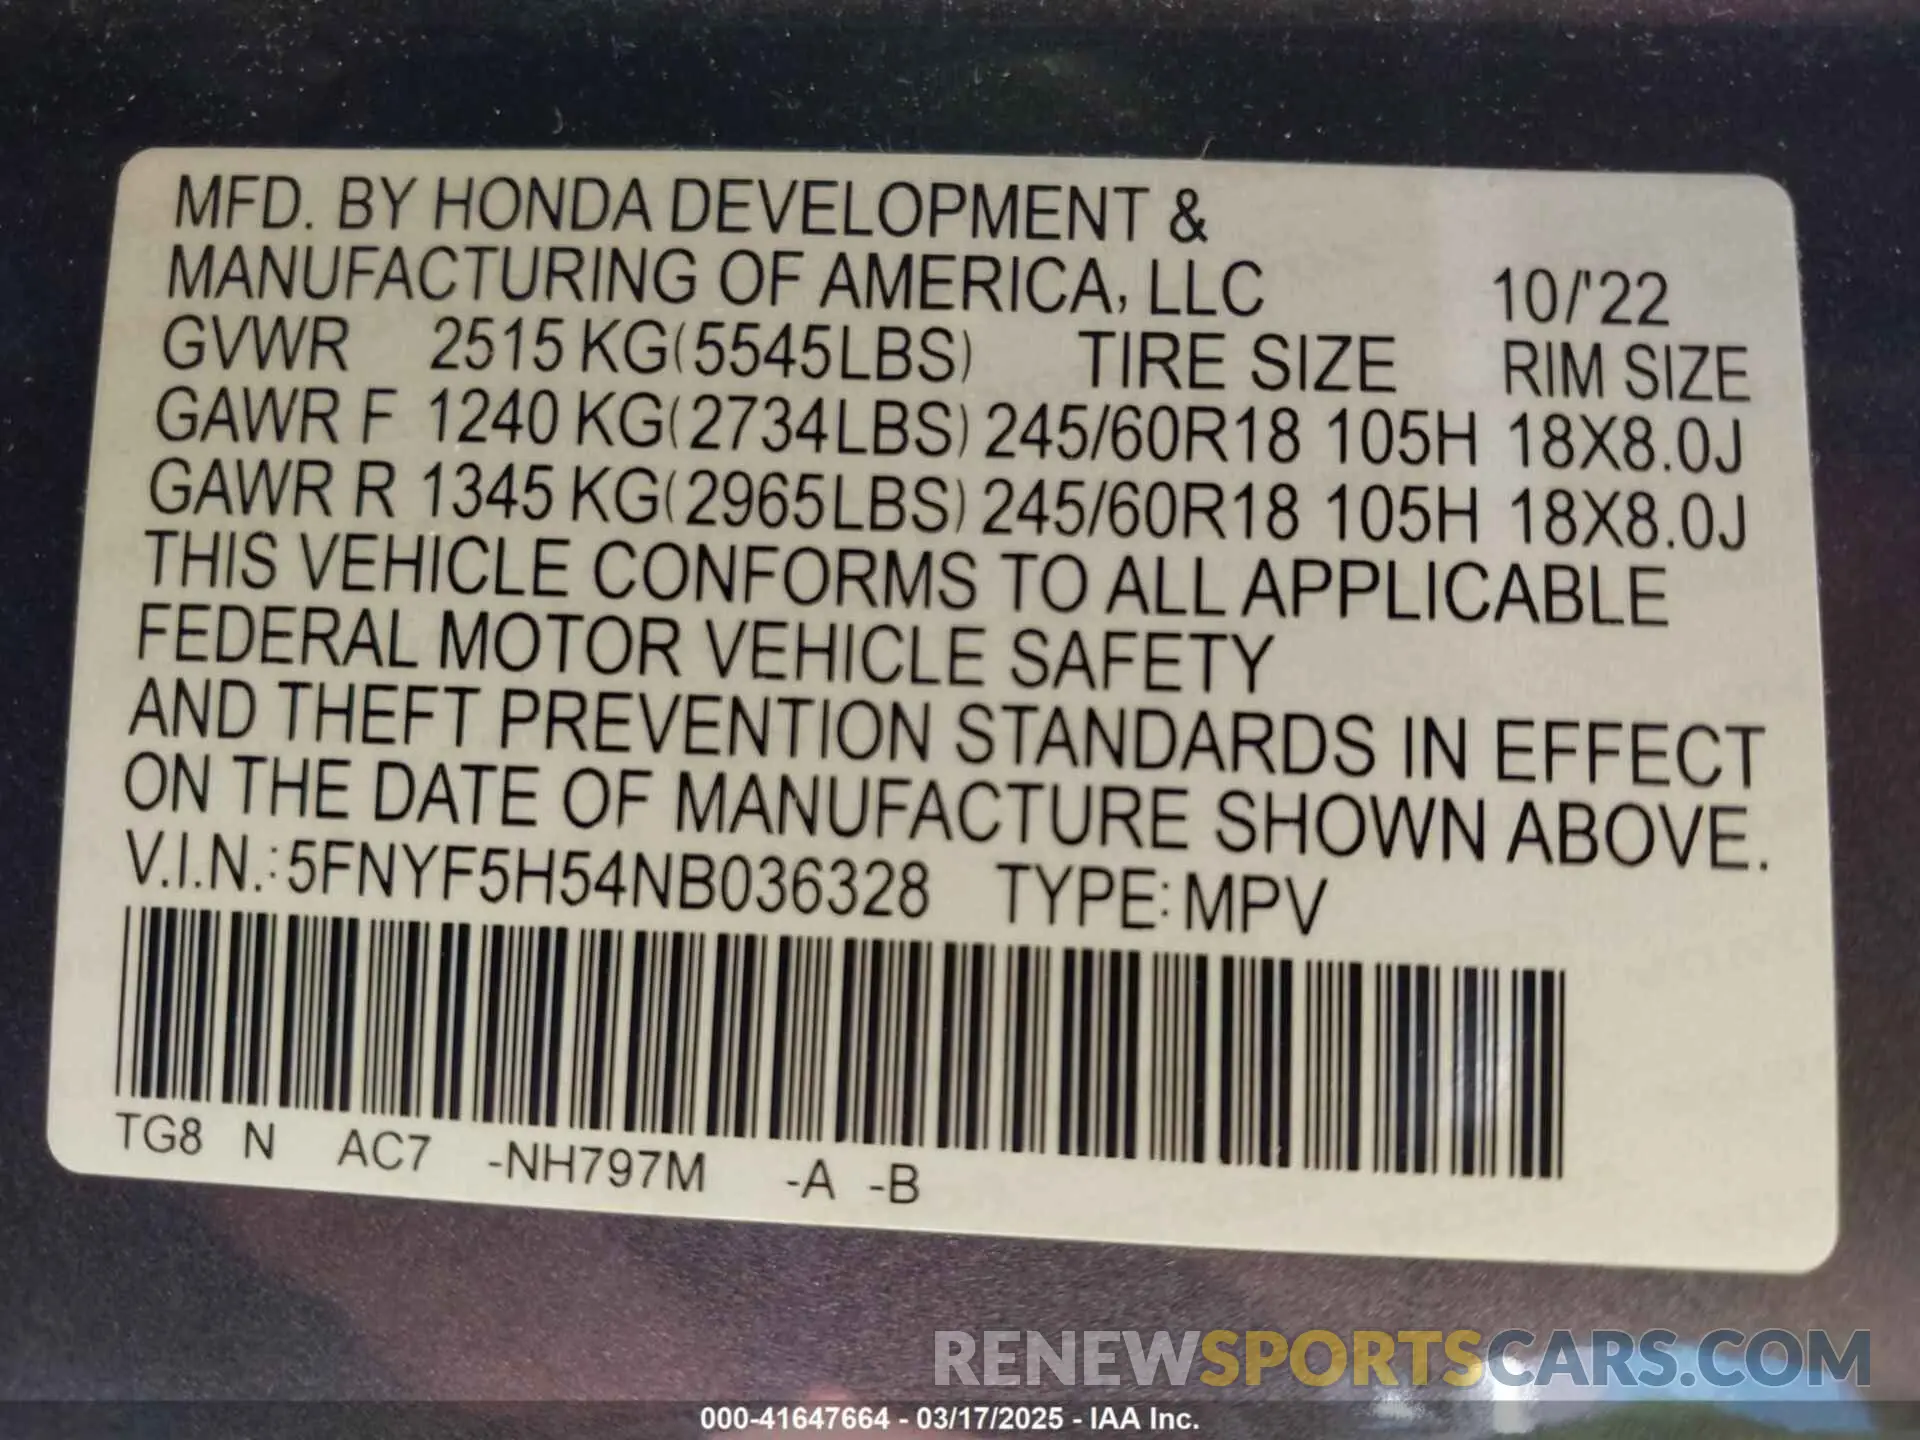 MFD. BY HONDA DEVELOPMENT &
MANUFACTURING OF AMERICA, LLC 10/'22
GVWR 2515 KG(5545LBS) TIRE SIZE RIM SIZE
GAWR F 1240 KG(2734LBS) 245/60R18 105H 18X8.0J
GAWR R 1345 KG(2965LBS) 245/60R18 105H 18X8.0J
THIS VEHICLE CONFORMS TO ALL APPLICABLE
FEDERAL MOTOR VEHICLE SAFETY
AND THEFT PREVENTION STANDARDS IN EFFECT
ON THE DATE OF MANUFACTURE SHOWN ABOVE.
V.I.N.: 5FNYF5H54NB036328 TYPE: MPV
TG8 N AC7 -NH797M -A -B
RENEWSPORTSCARS.COM
000-41647664 - 03/17/2025 - IAA Inc.